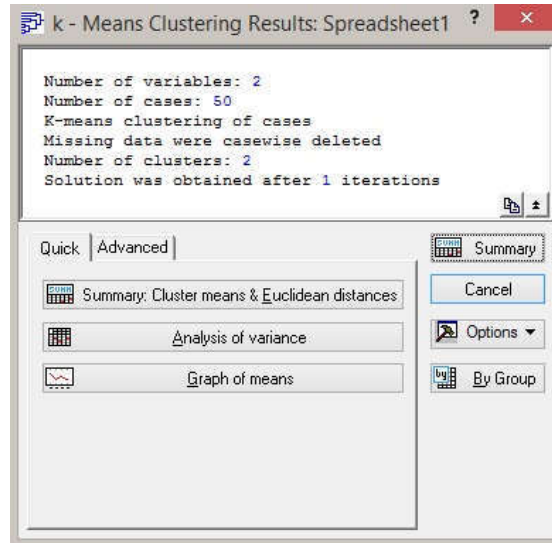 k - Means Clustering Results: Spreadsheet1 ? ×
Number of variables: 2
Number of cases: 50
K-means clustering of cases
Missing data were casewise deleted
Number of clusters: 2
Solution was obtained after 1 iterations
Quick Advanced
Summary: Cluster means & Euclidean distances
Analysis of variance
Graph of means
Summary
Cancel
Options
By Group